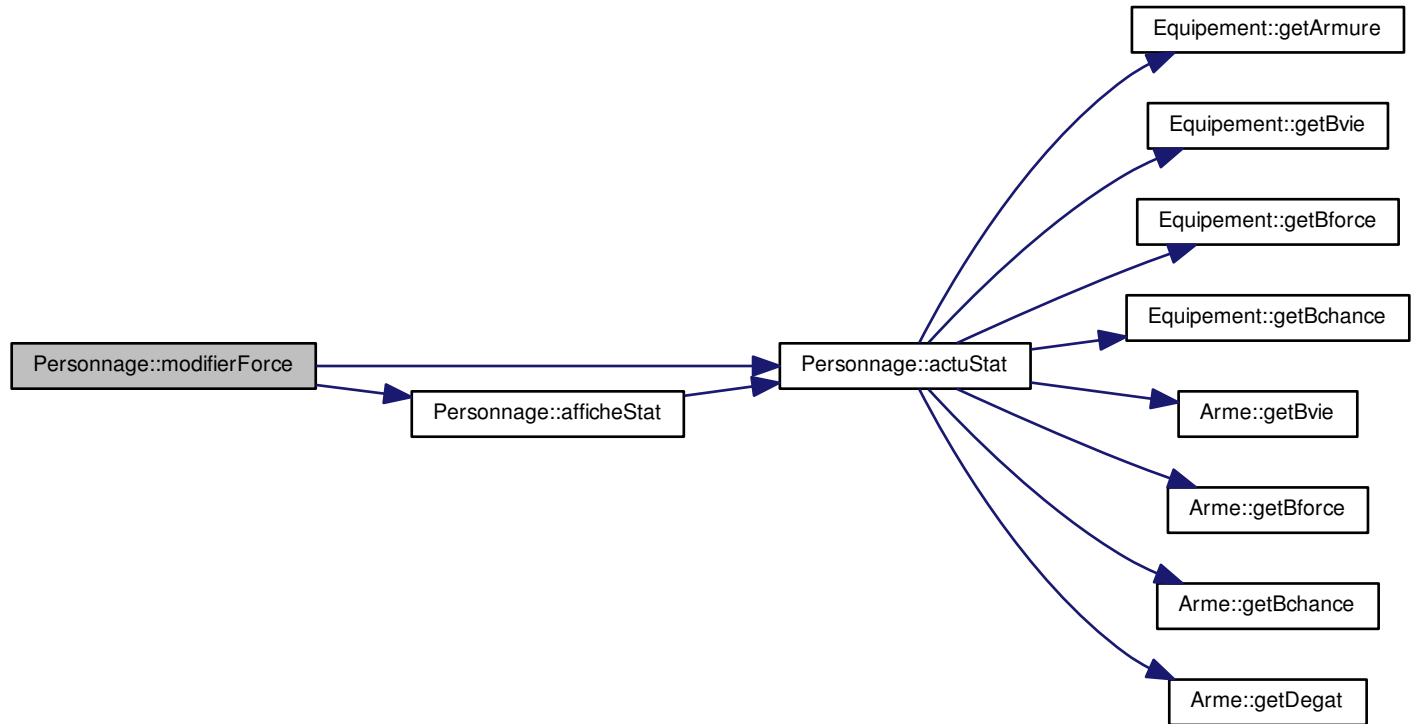 Equipement::getArmure
Equipement::getBvie
Equipement::getBforce
Equipement::getBchance
Personnage::modifierForce
Personnage::actuStat
Personnage::afficheStat
Arme::getBvie
Arme::getBforce
Arme::getBchance
Arme::getDegat